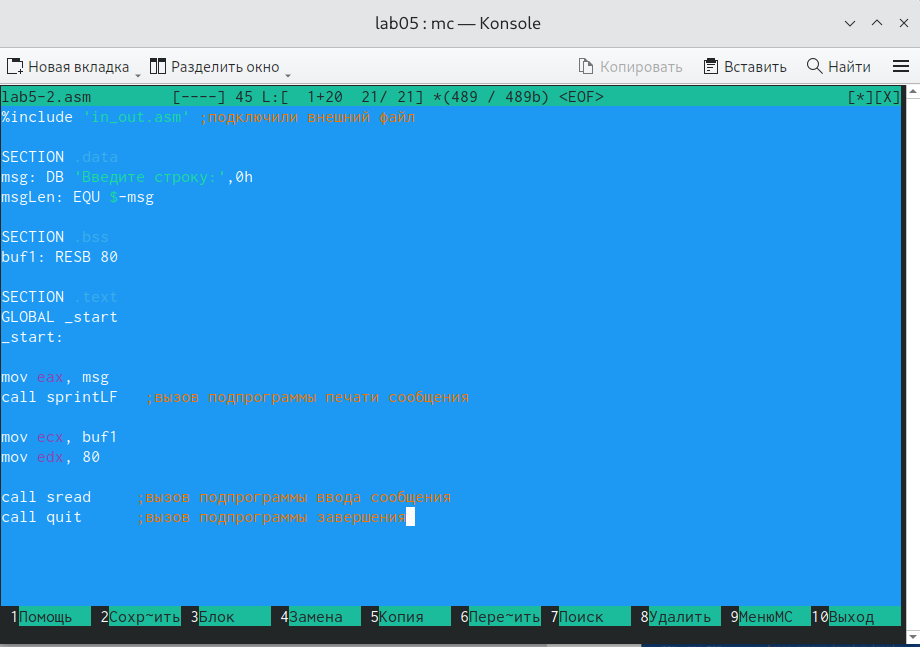 lab05 : mc — Konsole
Новая вкладка Разделить окно Копировать Вставить Найти
lab5-2.asm [----] 45 L:[ 1+20 21/ 21] *(489 / 489b) <EOF> [*][X]
%include 'in_out.asm' ;подключили внешний файл
SECTION .data
msg: DB 'Введите строку:',0h
msgLen: EQU $-msg
SECTION .bss
buf1: RESB 80
SECTION .text
GLOBAL _start
_start:
mov eax, msg
call sprintLF ;вызов подпрограммы печати сообщения
mov ecx, buf1
mov edx, 80
call sread ;вызов подпрограммы ввода сообщения
call quit ;вызов подпрограммы завершения
1Помощь 2Сохр~ить 3Блок 4Замена 5Копия 6Пере~ить 7Поиск 8Удалить 9МенюMC 10Выход